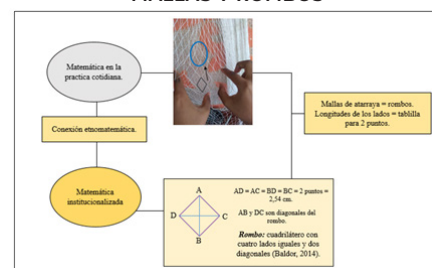 MALLAS Y ROMBOS
Matemática en la
practica cotidiana.
Conexión etnomatemática.
Matemática
institucionalizada
Mallas de atarraya = rombos.
Longitudes de los lados = tablilla
para 2 puntos.
A
D
C
B
AD = AC = BD = BC = 2 puntos =
2,54 cm.
AB y DC son diagonales del
rombo.
Rombo: cuadrilátero con
cuatro lados iguales y dos
diagonales (Baldor, 2014).